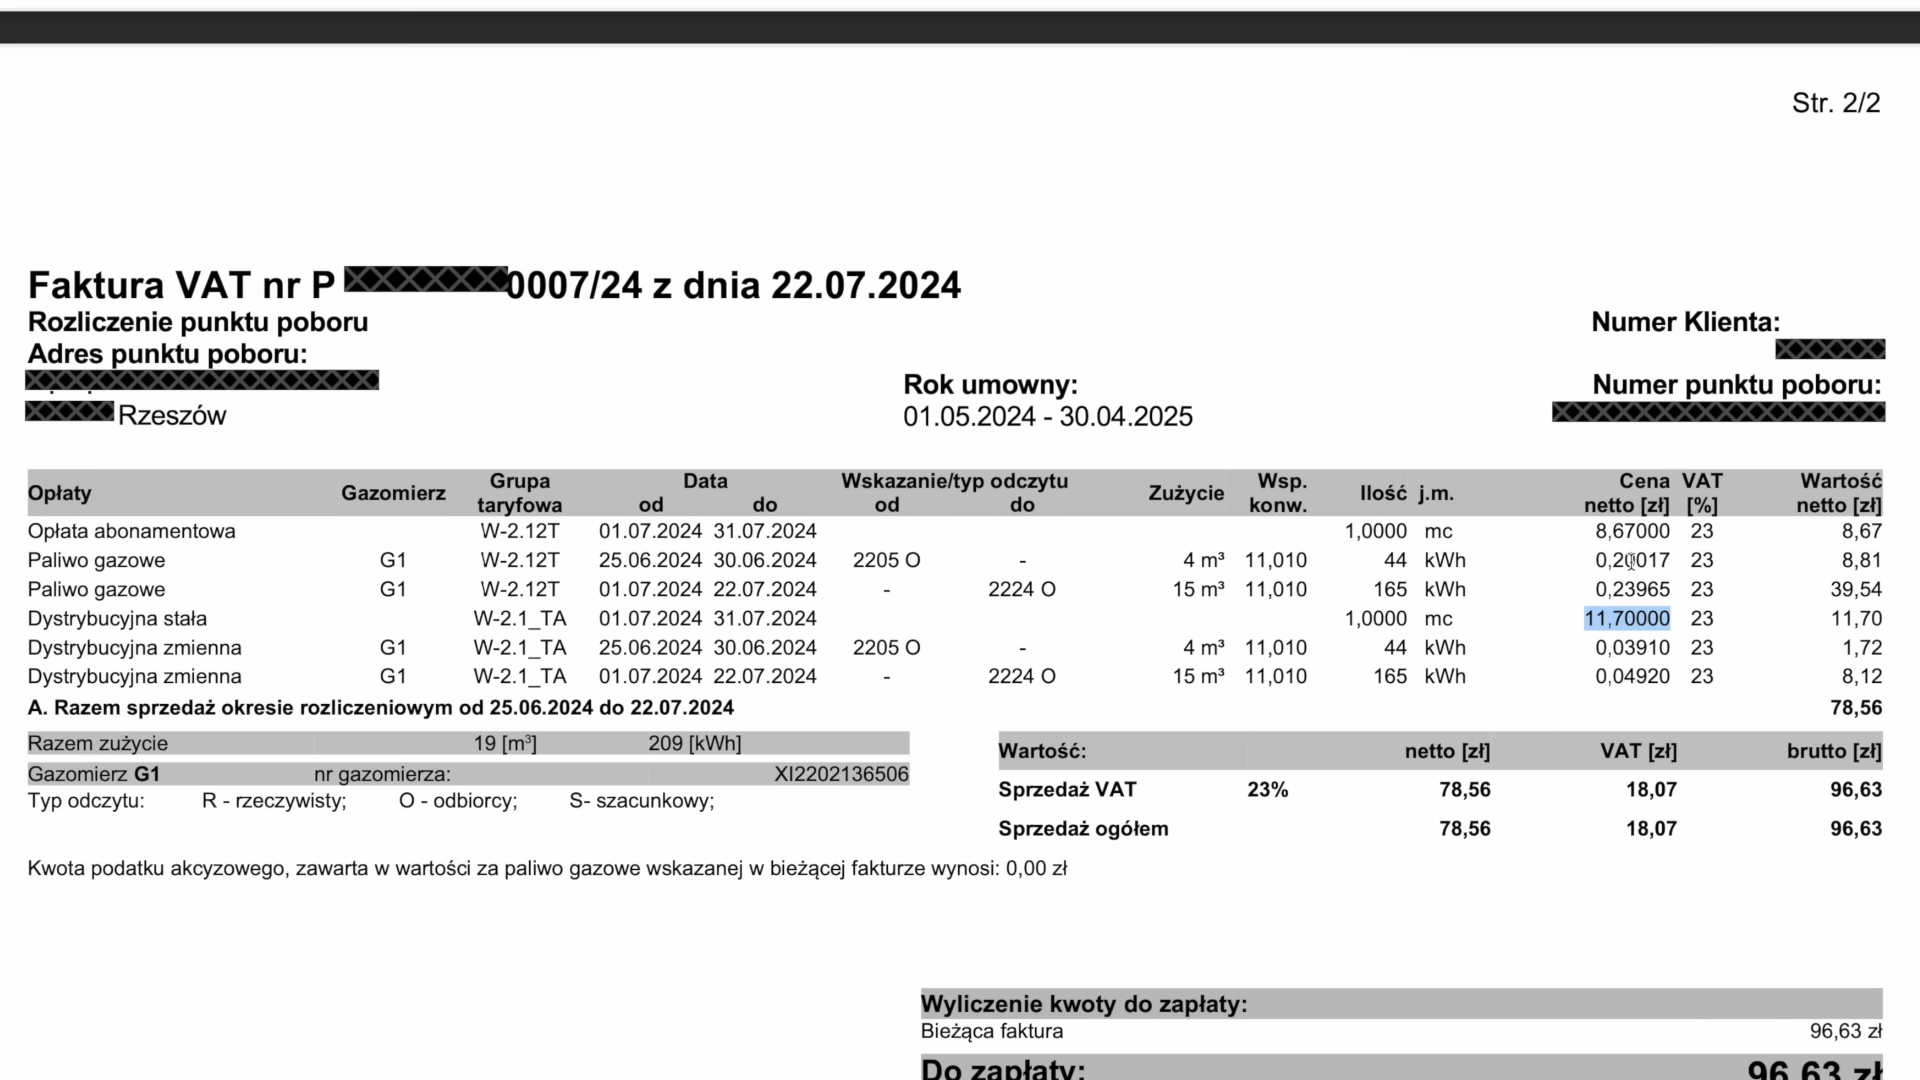 Str. 2/2
Faktura VAT nr P 0007/24 z dnia 22.07.2024
Rozliczenie punktu poboru
Numer Klienta:
Adres punktu poboru:
Rok umowny:
Numer punktu poboru:
Rzeszów
01.05.2024 - 30.04.2025
Opłaty Gazomierz Grupa taryfowa Data od do Wskazanie/typ odczytu od do Zużycie Wsp. konw. Ilość j.m. Cena netto [zł] VAT [%] Wartość netto [zł]
Opłata abonamentowa W-2.12T 01.07.2024 31.07.2024 1,0000 mc 8,67000 23 8,67
Paliwo gazowe G1 W-2.12T 25.06.2024 30.06.2024 2205 O - 4 m³ 11,010 44 kWh 0,20017 23 8,81
Paliwo gazowe G1 W-2.12T 01.07.2024 22.07.2024 - 2224 O 15 m³ 11,010 165 kWh 0,23965 23 39,54
Dystrybucyjna stała W-2.1_TA 01.07.2024 31.07.2024 1,0000 mc 11,70000 23 11,70
Dystrybucyjna zmienna G1 W-2.1_TA 25.06.2024 30.06.2024 2205 O - 4 m³ 11,010 44 kWh 0,03910 23 1,72
Dystrybucyjna zmienna G1 W-2.1_TA 01.07.2024 22.07.2024 - 2224 O 15 m³ 11,010 165 kWh 0,04920 23 8,12
A. Razem sprzedaż okresie rozliczeniowym od 25.06.2024 do 22.07.2024 78,56
Razem zużycie 19 [m³] 209 [kWh]
Gazomierz G1 nr gazomierza: XI2202136506
Typ odczytu: R - rzeczywisty; O - odbiorcy; S- szacunkowy;
Wartość: netto [zł] VAT [zł] brutto [zł]
Sprzedaż VAT 23% 78,56 18,07 96,63
Sprzedaż ogółem 78,56 18,07 96,63
Kwota podatku akcyzowego, zawarta w wartości za paliwo gazowe wskazanej w bieżącej fakturze wynosi: 0,00 zł
Wyliczenie kwoty do zapłaty:
Bieżąca faktura 96,63 zł
Do zapłaty: 96,63 zł